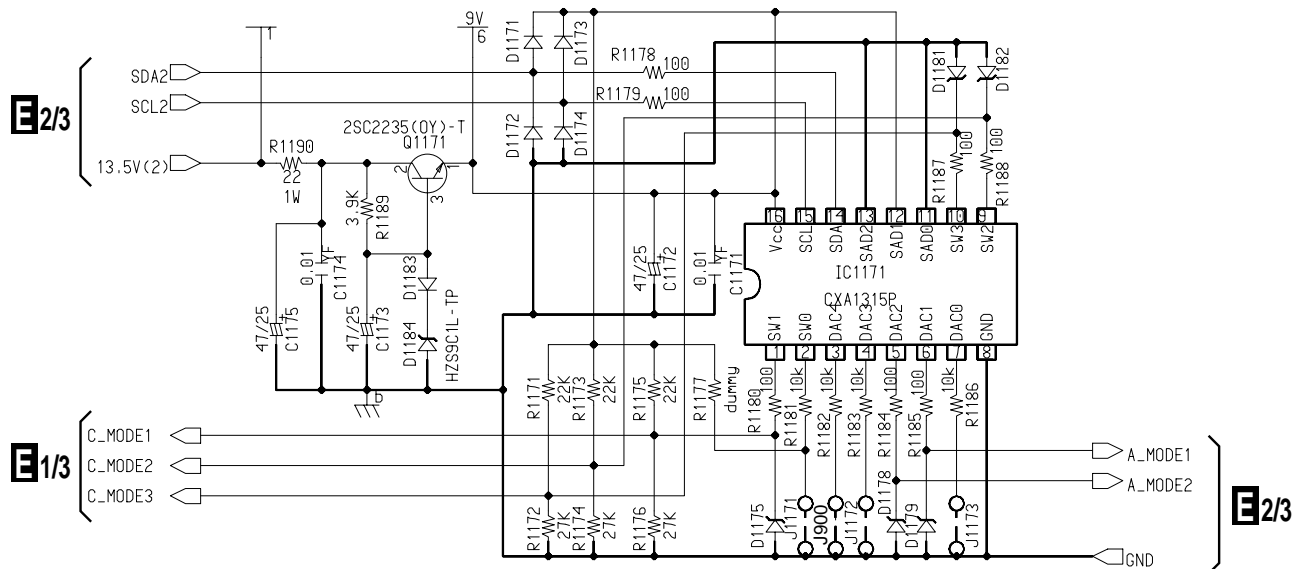 1
9V
6
D1171
D1173
R1178
100
D1181
D1182
SDA2
SCL2
R1179
100
E 2/3
2SC2235(OY)-T
Q1171
D1172
D1174
R1190
13.5V(2)
22
1W
2
1
3
3.9K
R1189
R1187
100
R1188
100
16
15
14
13
12
11
10
9
Vcc
SCL
SDA
SAD2
SAD1
SAD0
SW3
SW2
0.01
YF
C1174
D1183
47/25
C1172
0.01
YF
C1171
IC1171
CXA1315P
47/25
C1175
47/25
C1173
D1184
HZS9C1L-TP
SW1
SW0
DAC4
DAC3
DAC2
DAC1
DAC0
GND
1
2
3
4
5
6
7
8
b
R1171
22K
R1173
22K
R1175
22K
R1177
dummy
R1180
100
R1181
10k
R1182
10k
R1183
10k
R1184
100
R1185
100
R1186
10k
E 1/3
C_MODE1
C_MODE2
C_MODE3
A_MODE1
A_MODE2
E 2/3
R1172
27K
R1174
27K
R1176
27K
D1175
J1171
J900
J1172
D1178
D1179
J1173
GND